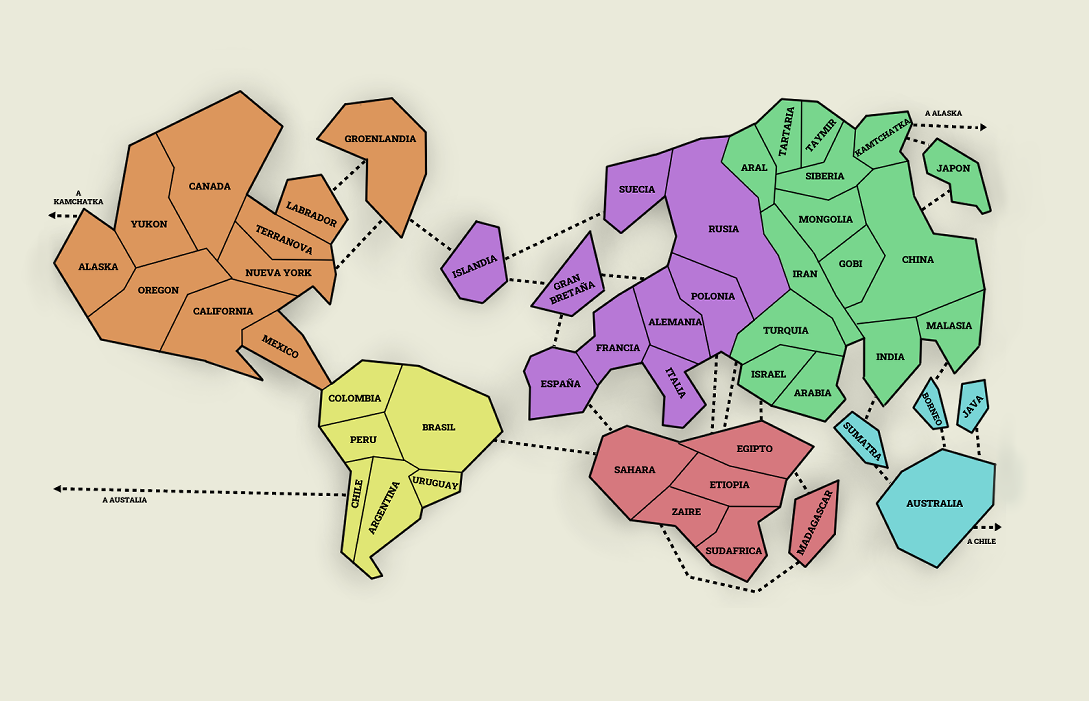 A ALASKA
TARTARIA
TAYMIR
KAMTCHATKA
GROENLANDIA
ARAL
SIBERIA
JAPON
CANADA
SUECIA
A
KAMCHATKA
LABRADOR
YUKON
MONGOLIA
RUSIA
TERRANOVA
ISLANDIA
CHINA
GOBI
ALASKA
NUEVA YORK
IRAN
OREGON
GRAN
BRETAÑA
POLONIA
CALIFORNIA
ALEMANIA
TURQUIA
MALASIA
MEXICO
FRANCIA
INDIA
ESPAÑA
ITALIA
ISRAEL
ARABIA
COLOMBIA
BORNEO
JAVA
BRASIL
PERU
SUMATRA
EGIPTO
SAHARA
ETIOPIA
CHILE
ARGENTINA
URUGUAY
A AUSTALIA
AUSTRALIA
ZAIRE
MADAGASCAR
A CHILE
SUDAFRICA